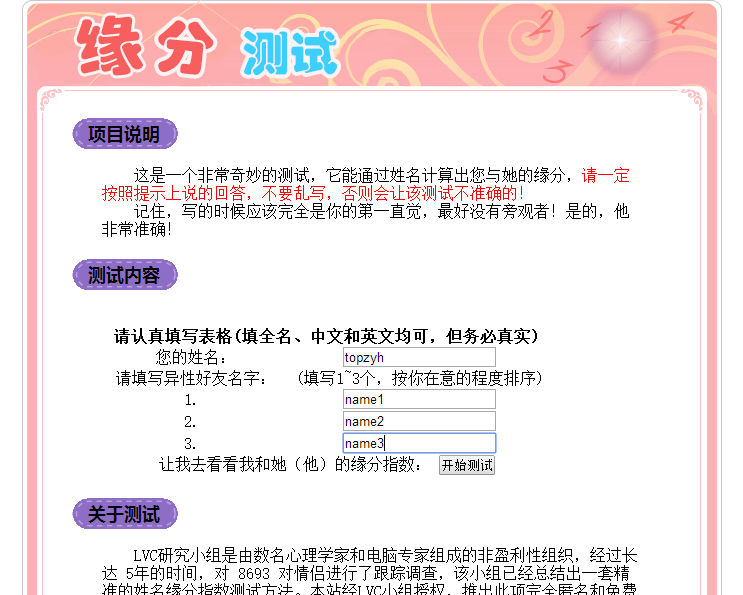 缘分 测试
2 1 4
3
项目说明
这是一个非常奇妙的测试，它能通过姓名计算出您与她的缘分，请一定
按照提示上说的回答，不要乱写，否则会让该测试不准确的！
记住，写的时候应该完全是你的第一直觉，最好没有旁观者！是的，他
非常准确！
测试内容
请认真填写表格(填全名、中文和英文均可，但务必真实)
您的姓名： topzyh
请填写异性好友名字： (填写1~3个，按你在意的程度排序)
1. name1
2. name2
3. name3
让我去看看我和她（他）的缘分指数： 开始测试
关于测试
LVC研究小组是由数名心理学家和电脑专家组成的非盈利性组织，经过长
达 5年的时间，对 8693 对情侣进行了跟踪调查，该小组已经总结出一套精
准的姓名缘分指数测试方法。本站经LVC小组授权，推出此项完全匿名和免费